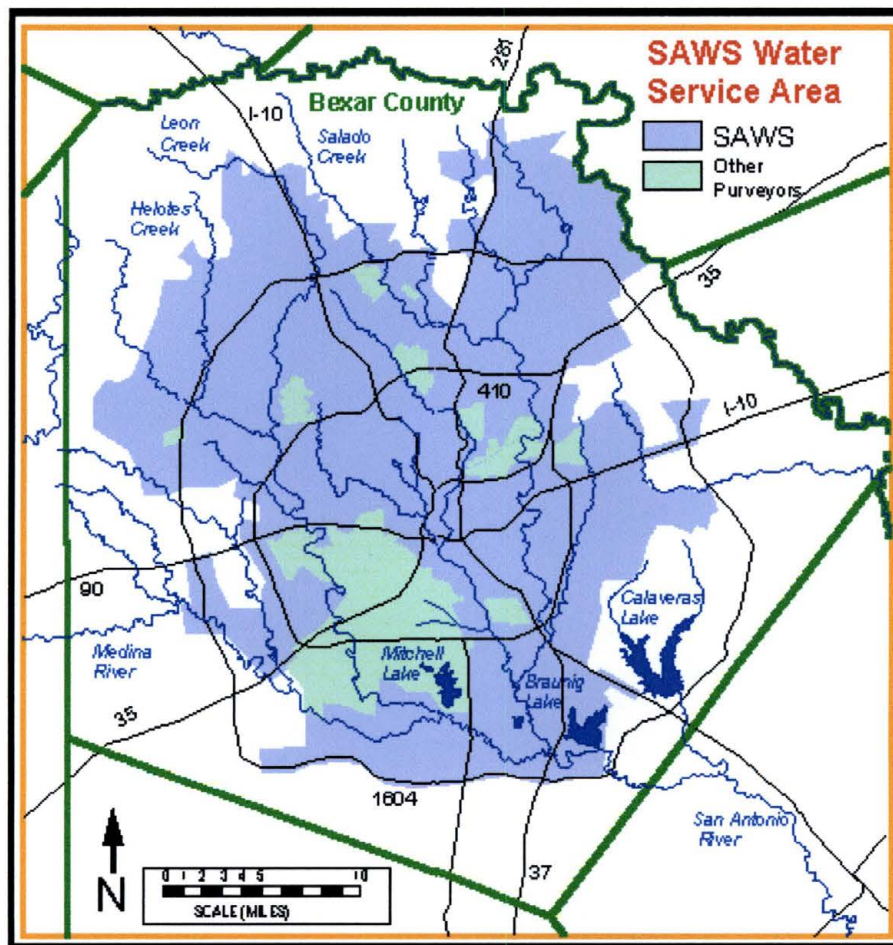 SAWS Water
Service Area
SAWS
Other
Purveyors
281
Bexar County
I-10
Leon
Creek
Salado
Creek
Helotes
Creek
35
410
I-10
90
Calaveras
Lake
Medina
River
Mitchell
Lake
Braunig
Lake
35
1604
San Antonio
River
37
N
0 1 2 3 4 5 10
SCALE (MILES)